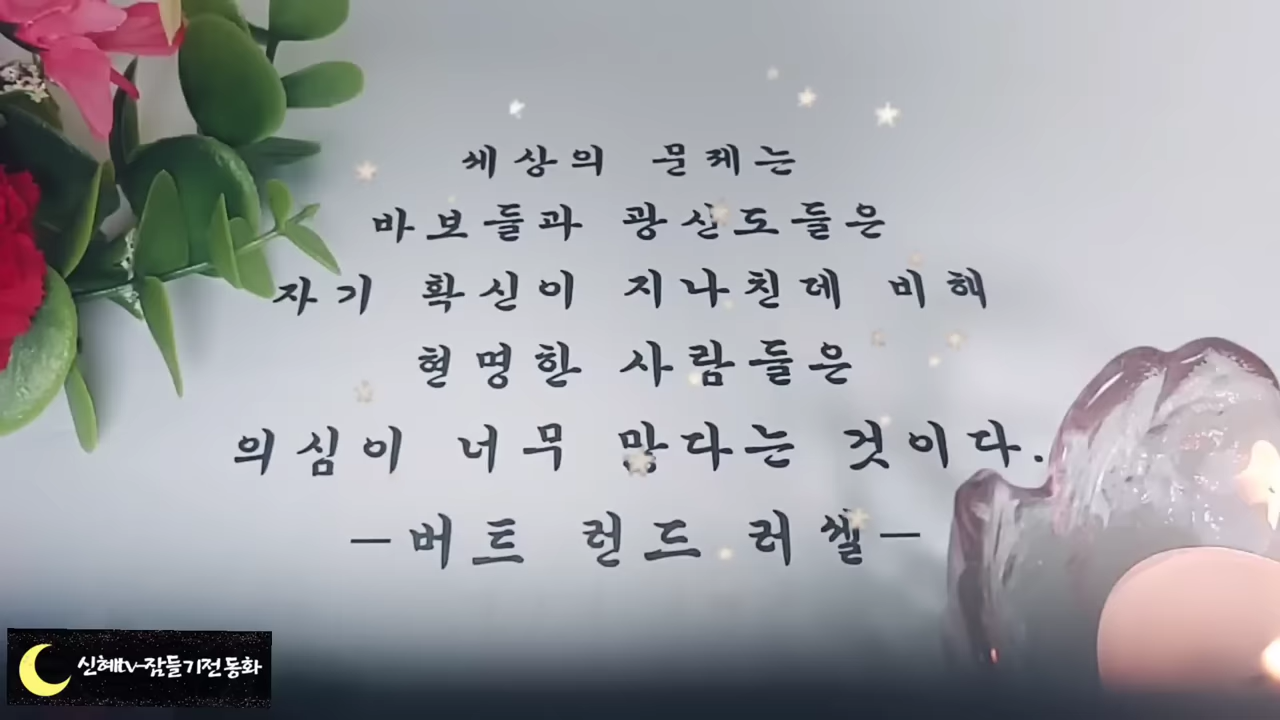 세상의 문제는
바보들과 광신도들은
자기 확신이 지나친데 비해
현명한 사람들은
의심이 너무 많다는 것이다.
-버트 런드 러셀-
신혜tv-잠들기전 동화